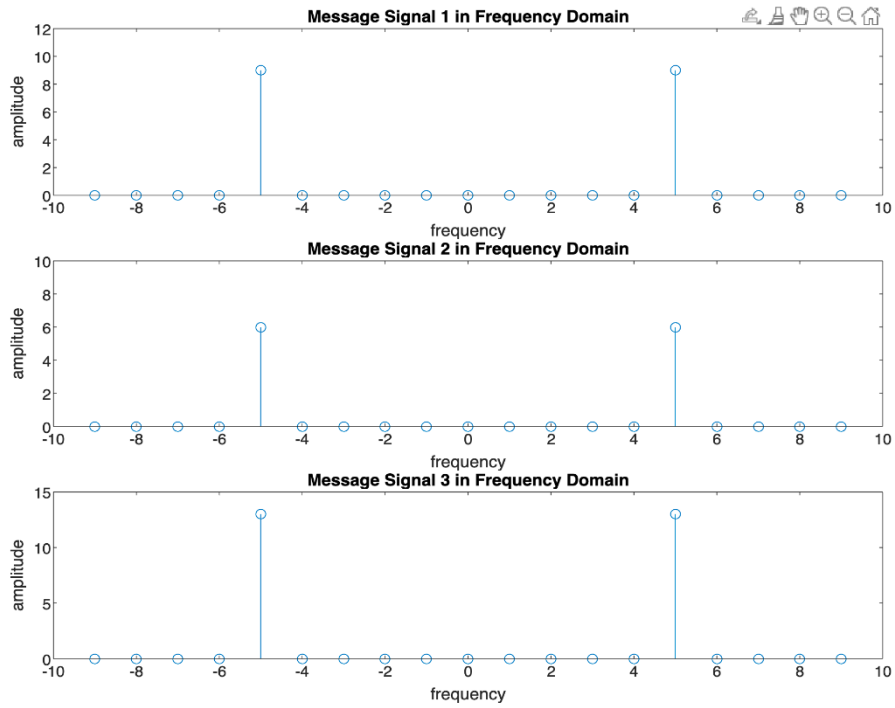 Message Signal 1 in Frequency Domain
12
10
8
6
4
2
0
amplitude
-10 -8 -6 -4 -2 0 2 4 6 8 10
frequency
Message Signal 2 in Frequency Domain
10
8
6
4
2
0
amplitude
-10 -8 -6 -4 -2 0 2 4 6 8 10
frequency
Message Signal 3 in Frequency Domain
15
10
5
0
amplitude
-10 -8 -6 -4 -2 0 2 4 6 8 10
frequency